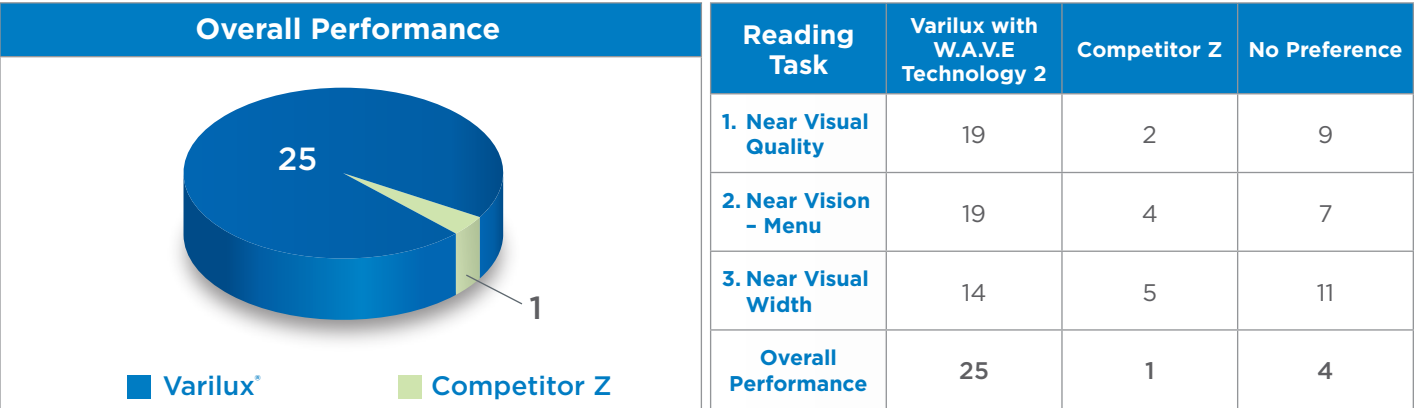 Overall Performance
25
1
Varilux®
Competitor Z
Reading
Task
Varilux with
W.A.V.E
Technology 2
Competitor Z
No Preference
1. Near Visual
Quality
19
2
9
2. Near Vision
– Menu
19
4
7
3. Near Visual
Width
14
5
11
Overall
Performance
25
1
4